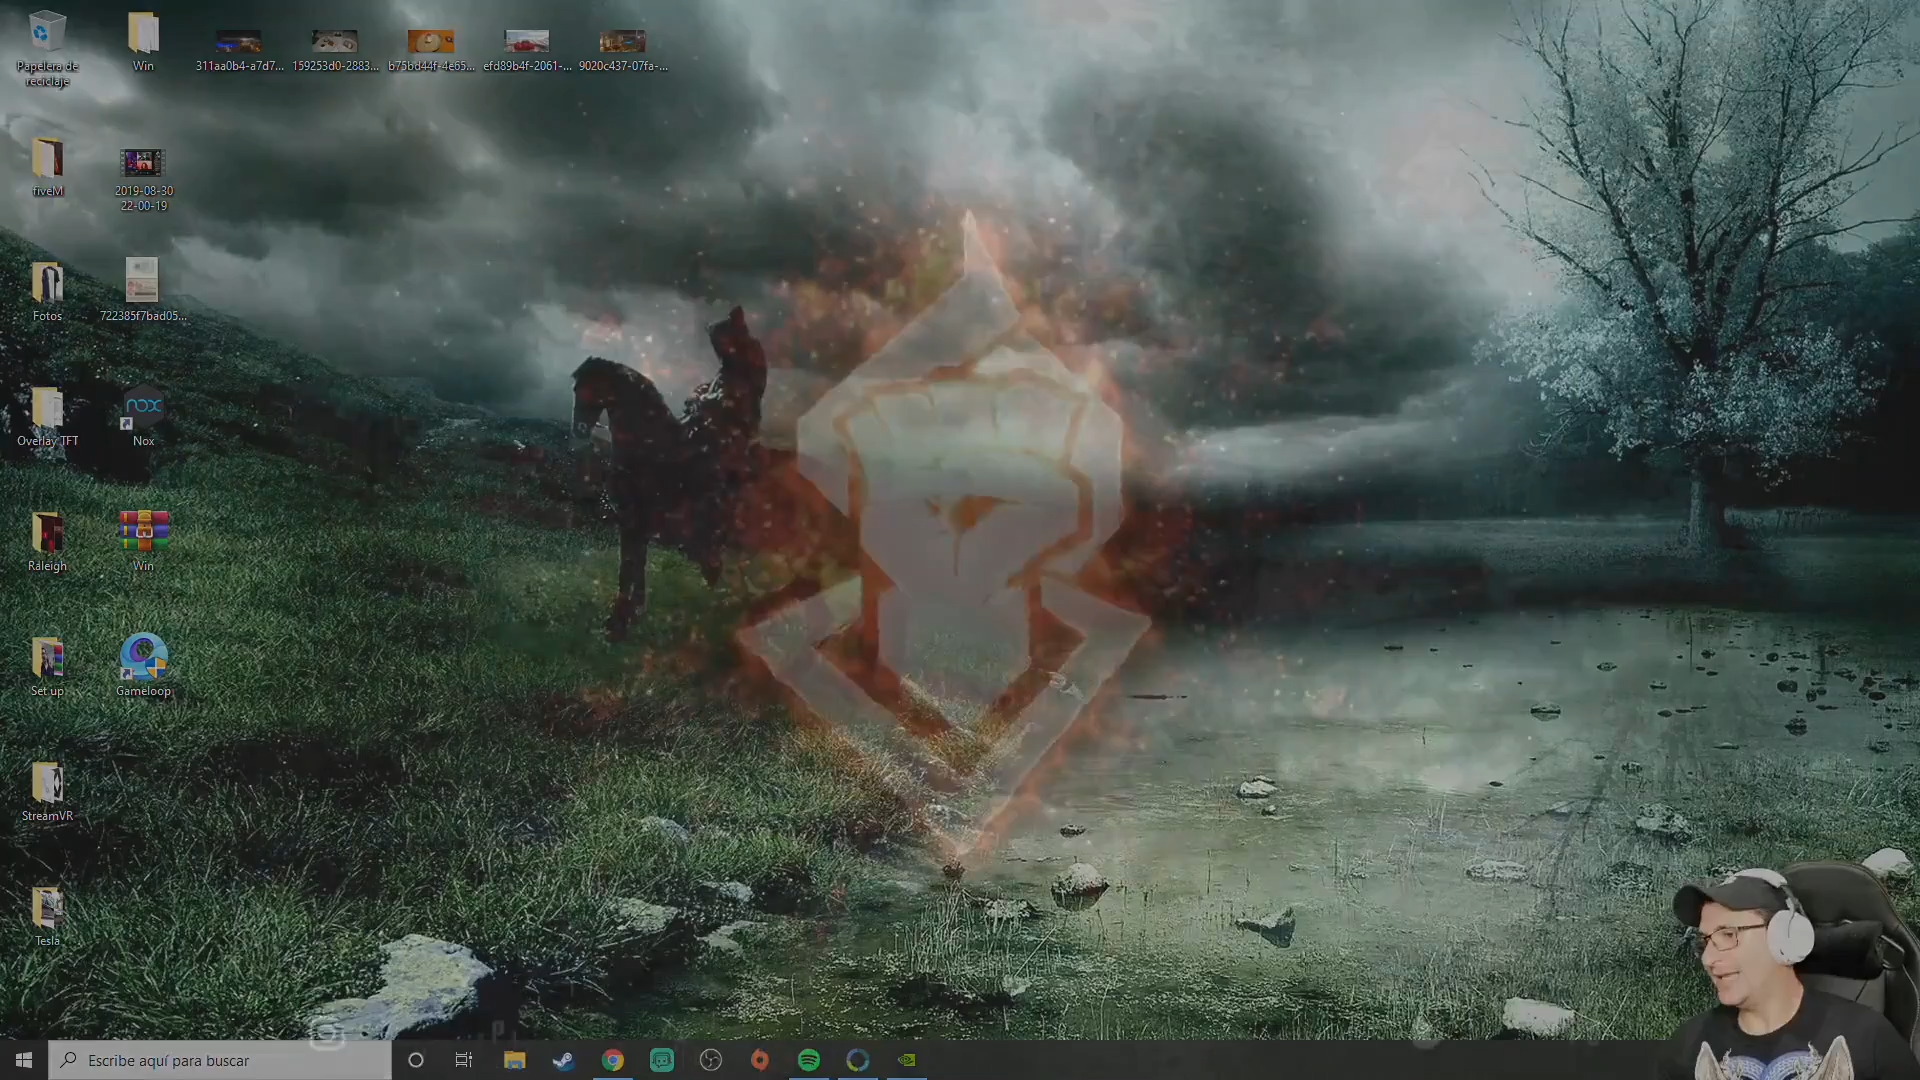 Papelera de
reciclaje
Win
311aa0b4-a7d7...
159253d0-2883...
b75bd44f-4e65...
efd89b4f-2061-...
9020c437-07fa-...
fiveM
2019-08-30
22-00-19
Fotos
722385f7bad05...
Overlay TFT
nox
Nox
Raleigh
Win
Set up
Gameloop
StreamVR
Tesla
Escribe aquí para buscar